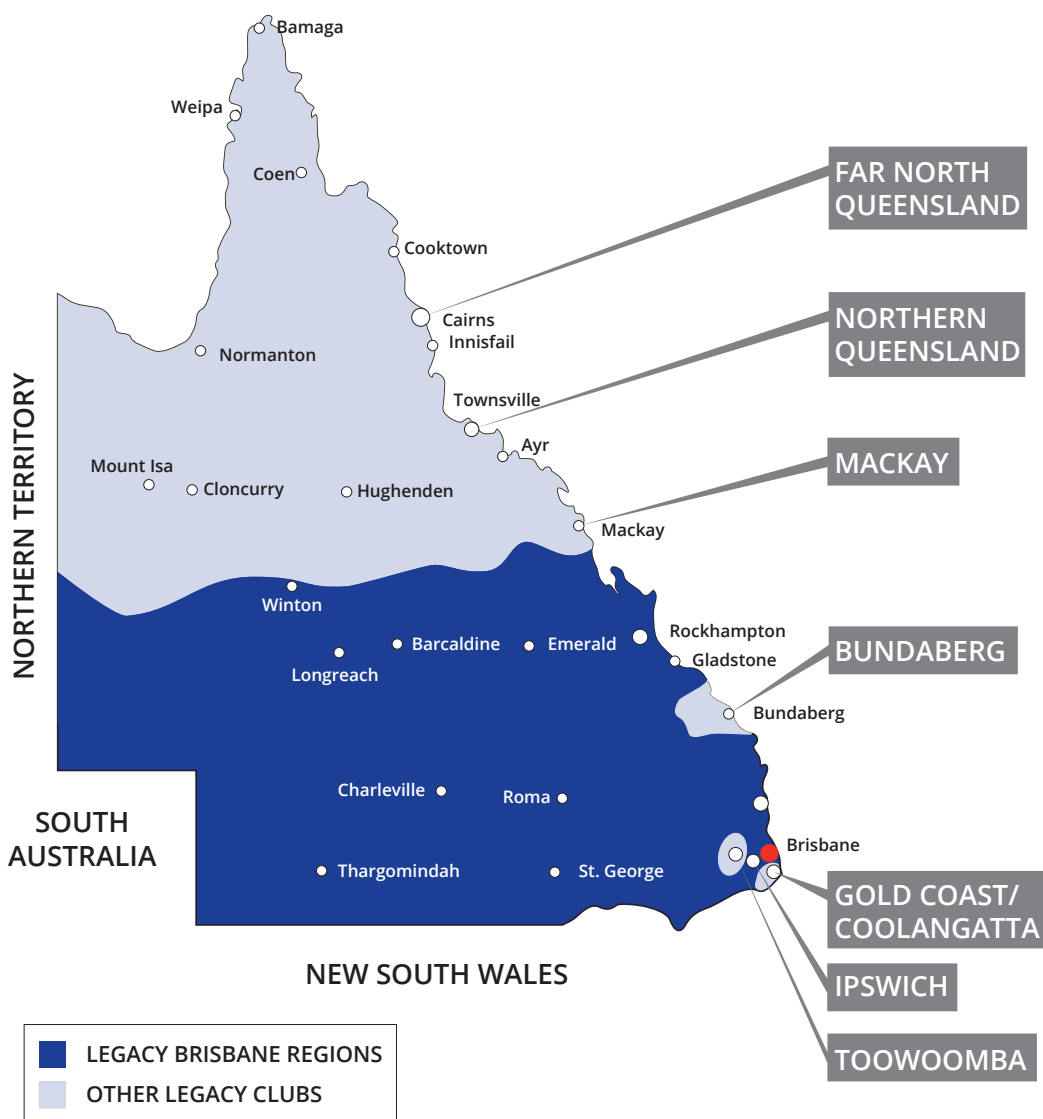 Bamaga
Weipa
Coen
FAR NORTH
QUEENSLAND
Cooktown
Cairns
Innisfail
NORTHERN
QUEENSLAND
Normanton
NORTHERN TERRITORY
Townsville
Ayr
MACKAY
Mount Isa
Cloncurry
Hughenden
Mackay
Winton
Longreach
Barcaldine
Emerald
Rockhampton
Gladstone
BUNDABERG
Bundaberg
Charleville
Roma
SOUTH
AUSTRALIA
Brisbane
Thargomindah
St. George
GOLD COAST/
COOLANGATTA
NEW SOUTH WALES
IPSWICH
TOOWOOMBA
LEGACY BRISBANE REGIONS
OTHER LEGACY CLUBS